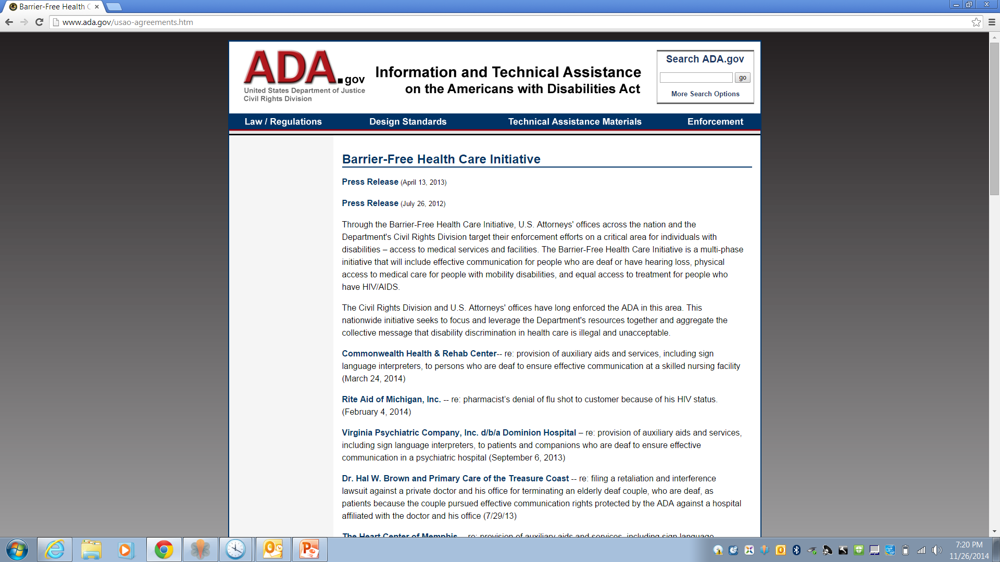 Barrier-Free Health C
www.ada.gov/usao-agreements.htm
ADA.gov
United States Department of Justice
Civil Rights Division
Information and Technical Assistance
on the Americans with Disabilities Act
Search ADA.gov
go
More Search Options
Law / Regulations
Design Standards
Technical Assistance Materials
Enforcement
Barrier-Free Health Care Initiative
Press Release (April 13, 2013)
Press Release (July 26, 2012)
Through the Barrier-Free Health Care Initiative, U.S. Attorneys' offices across the nation and the
Department's Civil Rights Division target their enforcement efforts on a critical area for individuals with
disabilities – access to medical services and facilities. The Barrier-Free Health Care Initiative is a multi-phase
initiative that will include effective communication for people who are deaf or have hearing loss, physical
access to medical care for people with mobility disabilities, and equal access to treatment for people who
have HIV/AIDS.
The Civil Rights Division and U.S. Attorneys' offices have long enforced the ADA in this area. This
nationwide initiative seeks to focus and leverage the Department's resources together and aggregate the
collective message that disability discrimination in health care is illegal and unacceptable.
Commonwealth Health & Rehab Center-- re: provision of auxiliary aids and services, including sign
language interpreters, to persons who are deaf to ensure effective communication at a skilled nursing facility
(March 24, 2014)
Rite Aid of Michigan, Inc. -- re: pharmacist’s denial of flu shot to customer because of his HIV status.
(February 4, 2014)
Virginia Psychiatric Company, Inc. d/b/a Dominion Hospital – re: provision of auxiliary aids and services,
including sign language interpreters, to patients and companions who are deaf to ensure effective
communication in a psychiatric hospital (September 6, 2013)
Dr. Hal W. Brown and Primary Care of the Treasure Coast -- re: filing a retaliation and interference
lawsuit against a private doctor and his office for terminating an elderly deaf couple, who are deaf, as
patients because the couple pursued effective communication rights protected by the ADA against a hospital
affiliated with the doctor and his office (7/29/13)
The Heart Center of Memphis -- re: provision of auxiliary aids and services, including sign language
7:20 PM
11/26/2014